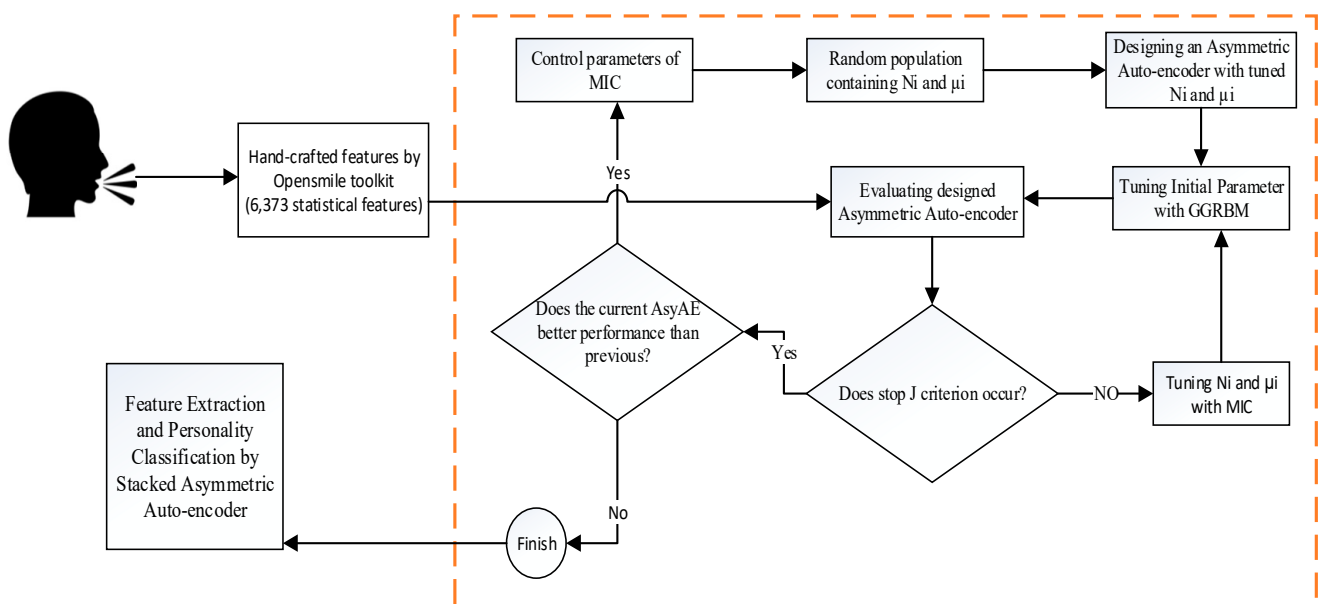 Control parameters of
MIC
Random population
containing Ni and µi
Designing an Asymmetric
Auto-encoder with tuned
Ni and µi
Hand-crafted features by
Opensmile toolkit
(6,373 statistical features)
Yes
Evaluating designed
Asymmetric Auto-encoder
Tuning Initial Parameter
with GGRBM
Does the current AsyAE
better performance than
previous?
Yes
Does stop J criterion occur?
NO
Tuning Ni and µi
with MIC
Feature Extraction
and Personality
Classification by
Stacked Asymmetric
Auto-encoder
No
Finish